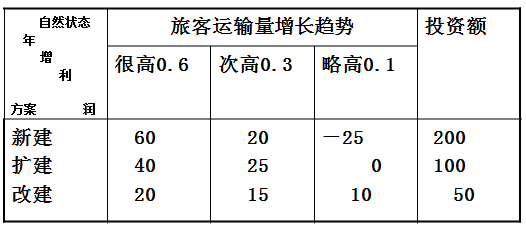 自然状态 旅客运输量增长趋势 投资额
年
增
利
方案 润 很高0.6 次高0.3 略高0.1
新建 60 20 －25 200
扩建 40 25 0 100
改建 20 15 10 50